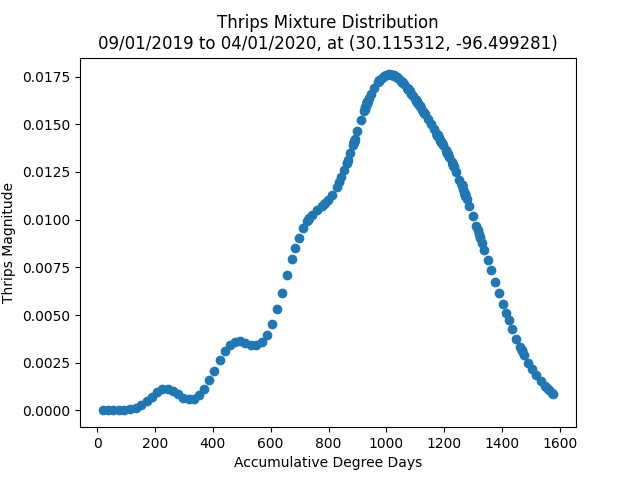 Thrips Mixture Distribution
09/01/2019 to 04/01/2020, at (30.115312, -96.499281)
0.0175
0.0150
0.0125
0.0100
0.0075
0.0050
0.0025
0.0000
Thrips Magnitude
0 200 400 600 800 1000 1200 1400 1600
Accumulative Degree Days